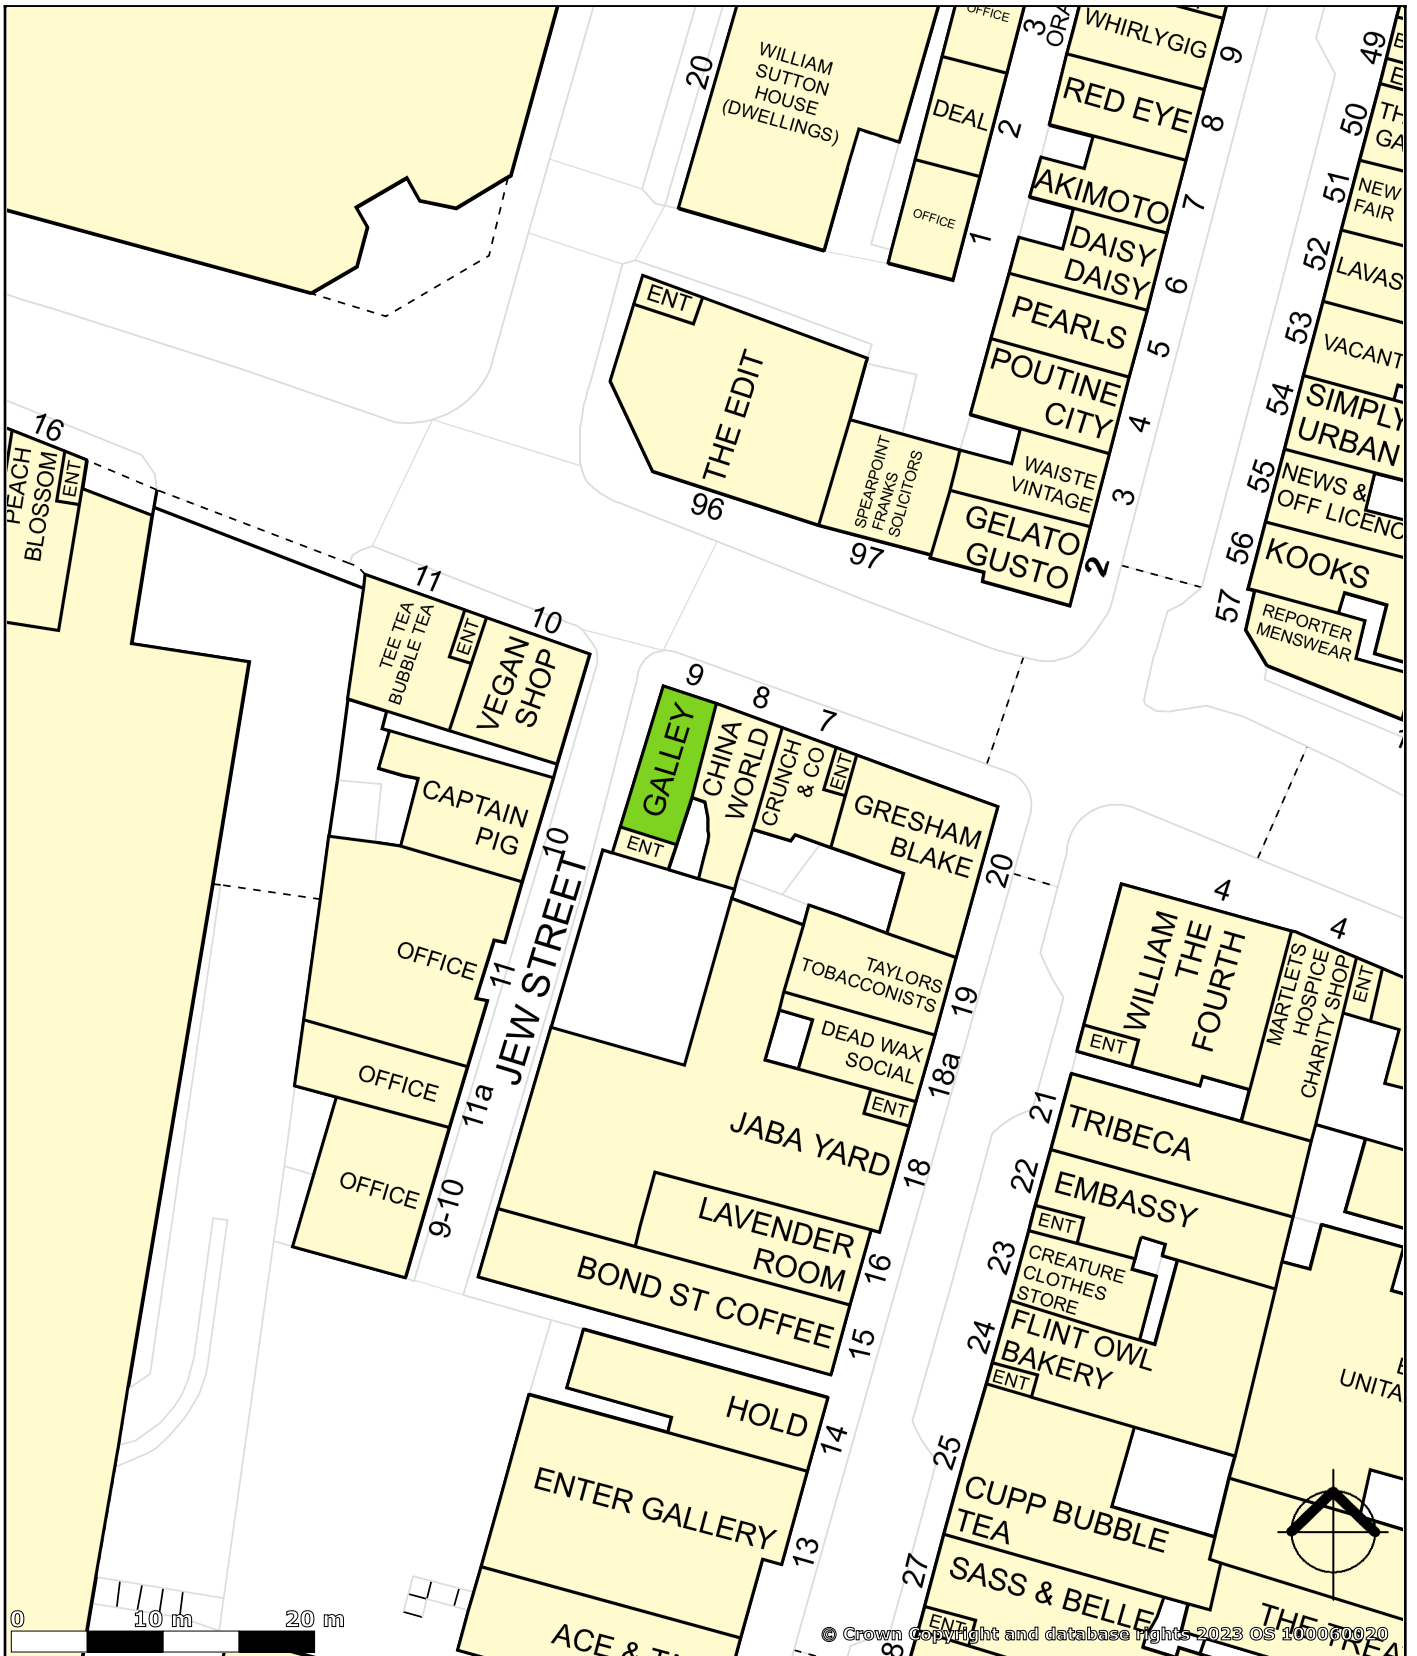 20
WILLIAM
SUTTON
HOUSE
(DWELLINGS)
OFFICE
3
DEAL
2
OFFICE
1
ORA
WHIRLYGIG
9
RED EYE
8
AKIMOTO
7
DAISY
DAISY
6
PEARLS
5
POUTINE
CITY
4
WAISTE
VINTAGE
3
GELATO
GUSTO
2
49
E
50
TH
GA
51
NEW
FAIR
52
LAVAS
53
VACANT
54
SIMPLY
URBAN
55
NEWS &
OFF LICENC
56
KOOKS
57
REPORTER
MENSWEAR
ENT
THE EDIT
96
SPEARPOINT
FRANKS
SOLICITORS
97
16
PEACH
BLOSSOM
ENT
11
TEE TEA
BUBBLE TEA
ENT
10
VEGAN
SHOP
CAPTAIN
PIG
10
OFFICE
11
OFFICE
11a
OFFICE
9-10
JEW STREET
9
GALLEY
ENT
8
CHINA
WORLD
7
CRUNCH
& CO
ENT
GRESHAM
BLAKE
20
TAYLORS
TOBACCONISTS
19
DEAD WAX
SOCIAL
18a
ENT
JABA YARD
18
LAVENDER
ROOM
16
BOND ST COFFEE
15
HOLD
14
ENTER GALLERY
13
4
WILLIAM
THE
FOURTH
ENT
4
MARTLETS
HOSPICE
CHARITY SHOP
ENT
21
TRIBECA
22
EMBASSY
ENT
23
CREATURE
CLOTHES
STORE
24
FLINT OWL
BAKERY
ENT
UNITA
25
CUPP BUBBLE
TEA
27
SASS & BELLE
ENT
THE TREA
ACE & T
0 10 m 20 m
© Crown Copyright and database rights 2023 OS 100060020